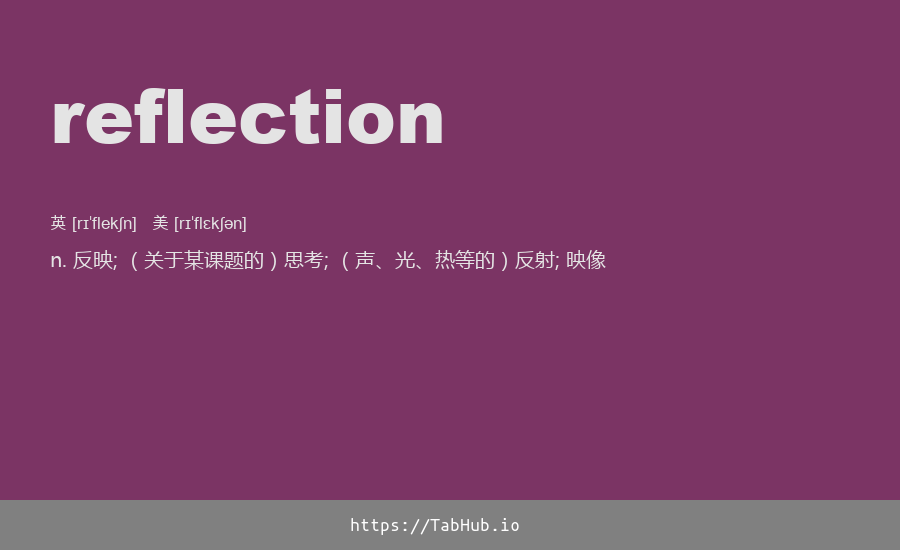 reflection
英 [rɪˈflekʃn] 美 [rɪˈflɛkʃən]
n. 反映; （关于某课题的）思考; （声、光、热等的）反射; 映像
https://TabHub.io